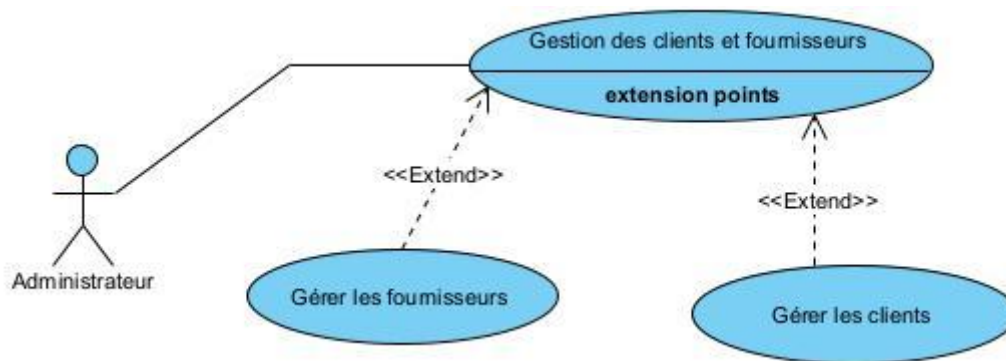 Gestion des clients et fournisseurs
extension points
<<Extend>>
<<Extend>>
Administrateur
Gérer les fournisseurs
Gérer les clients